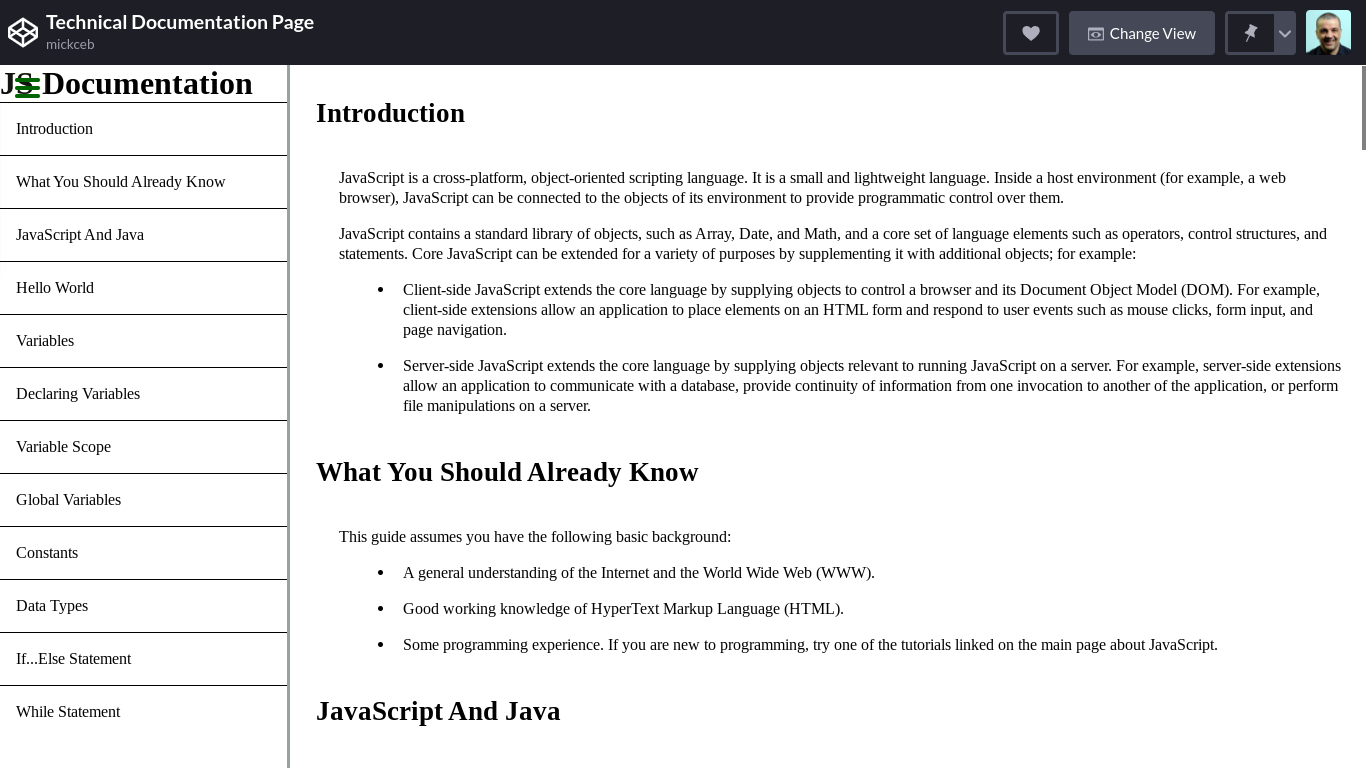 Technical Documentation Page
mickceb
Change View
JS Documentation
Introduction
What You Should Already Know
JavaScript And Java
Hello World
Variables
Declaring Variables
Variable Scope
Global Variables
Constants
Data Types
If...Else Statement
While Statement
Introduction
JavaScript is a cross-platform, object-oriented scripting language. It is a small and lightweight language. Inside a host environment (for example, a web
browser), JavaScript can be connected to the objects of its environment to provide programmatic control over them.
JavaScript contains a standard library of objects, such as Array, Date, and Math, and a core set of language elements such as operators, control structures, and
statements. Core JavaScript can be extended for a variety of purposes by supplementing it with additional objects; for example:
• Client-side JavaScript extends the core language by supplying objects to control a browser and its Document Object Model (DOM). For example,
client-side extensions allow an application to place elements on an HTML form and respond to user events such as mouse clicks, form input, and
page navigation.
• Server-side JavaScript extends the core language by supplying objects relevant to running JavaScript on a server. For example, server-side extensions
allow an application to communicate with a database, provide continuity of information from one invocation to another of the application, or perform
file manipulations on a server.
What You Should Already Know
This guide assumes you have the following basic background:
• A general understanding of the Internet and the World Wide Web (WWW).
• Good working knowledge of HyperText Markup Language (HTML).
• Some programming experience. If you are new to programming, try one of the tutorials linked on the main page about JavaScript.
JavaScript And Java